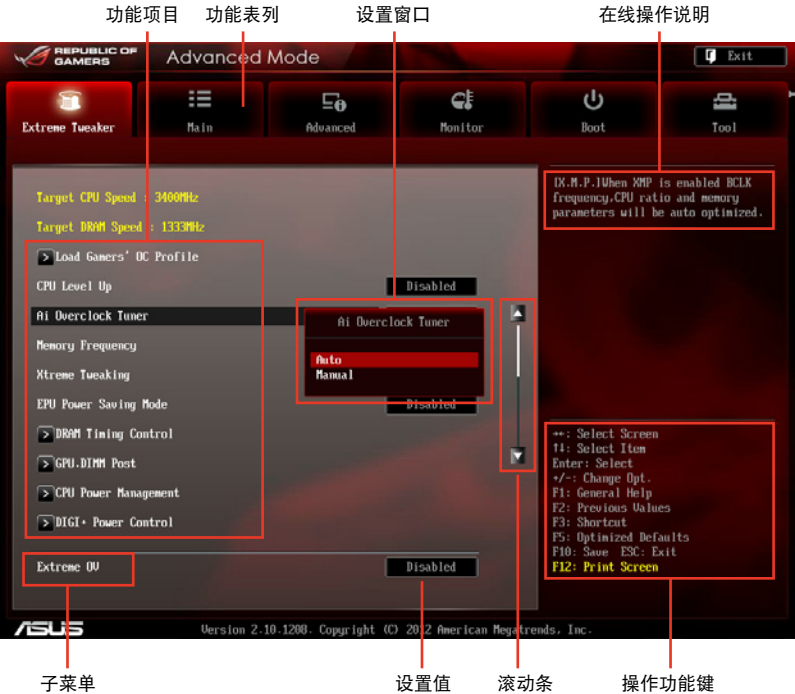 功能项目 功能表列 设置窗口 在线操作说明
REPUBLIC OF GAMERS Advanced Mode Exit
Extreme Tweaker Main Advanced Monitor Boot Tool
Target CPU Speed : 3400MHz
Target DRAM Speed : 1333MHz
> Load Gamers' OC Profile
CPU Level Up Disabled
Ai Overclock Tuner
Memory Frequency
Xtreme Tweaking
EPU Power Saving Mode Disabled
> DRAM Timing Control
> GPU.DIMM Post
> CPU Power Management
> DIGI+ Power Control
Extreme OV Disabled
Ai Overclock Tuner
Auto
Manual
[X.M.P.]When XMP is enabled BCLK
frequency,CPU ratio and memory
parameters will be auto optimized.
→←: Select Screen
↑↓: Select Item
Enter: Select
+/-: Change Opt.
F1: General Help
F2: Previous Values
F3: Shortcut
F5: Optimized Defaults
F10: Save ESC: Exit
F12: Print Screen
ASUS Version 2.10.1208. Copyright (C) 2012 American Megatrends, Inc.
子菜单 设置值 滚动条 操作功能键